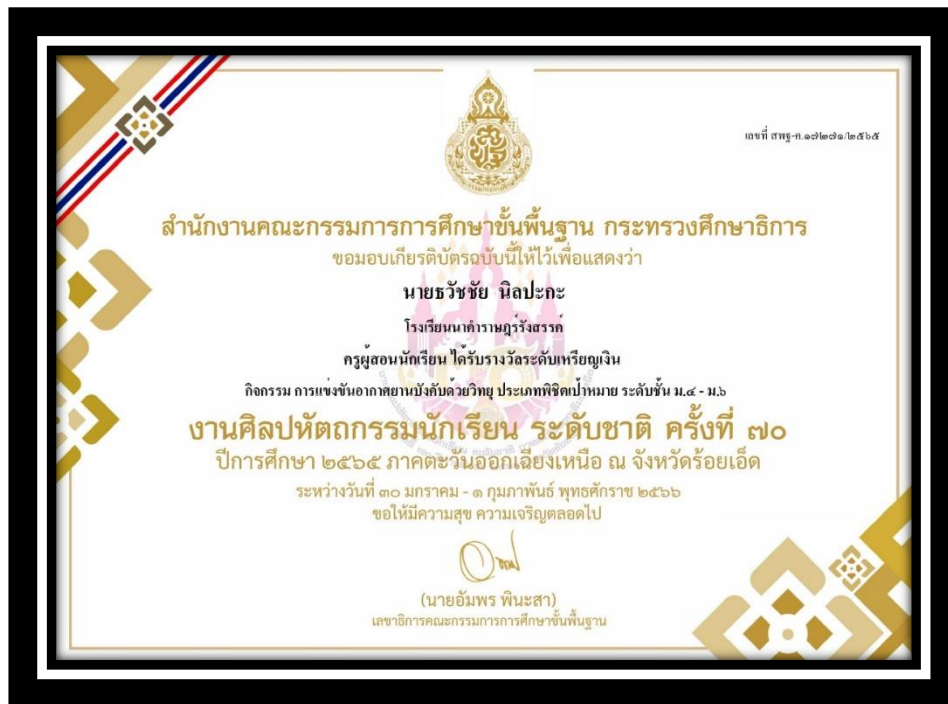 เลขที่ สพฐ-ค.๑๗๒๗๑/๒๕๖๕
สำนักงานคณะกรรมการการศึกษาขั้นพื้นฐาน กระทรวงศึกษาธิการ
ขอมอบเกียรติบัตรฉบับนี้ให้ไว้เพื่อแสดงว่า
นายธวัชชัย นิลปะกะ
โรงเรียนนาคำราษฎร์รังสรรค์
ครูผู้สอนนักเรียน ได้รับรางวัลระดับเหรียญเงิน
กิจกรรม การแข่งขันอากาศยานบังคับด้วยวิทยุ ประเภทพิชิตเป้าหมาย ระดับชั้น ม.๔ - ม.๖
งานศิลปหัตถกรรมนักเรียน ระดับชาติ ครั้งที่ ๗๐
ปีการศึกษา ๒๕๖๕ ภาคตะวันออกเฉียงเหนือ ณ จังหวัดร้อยเอ็ด
ระหว่างวันที่ ๓๐ มกราคม - ๑ กุมภาพันธ์ พุทธศักราช ๒๕๖๖
ขอให้มีความสุข ความเจริญตลอดไป
(นายอัมพร พินะสา)
เลขาธิการคณะกรรมการการศึกษาขั้นพื้นฐาน